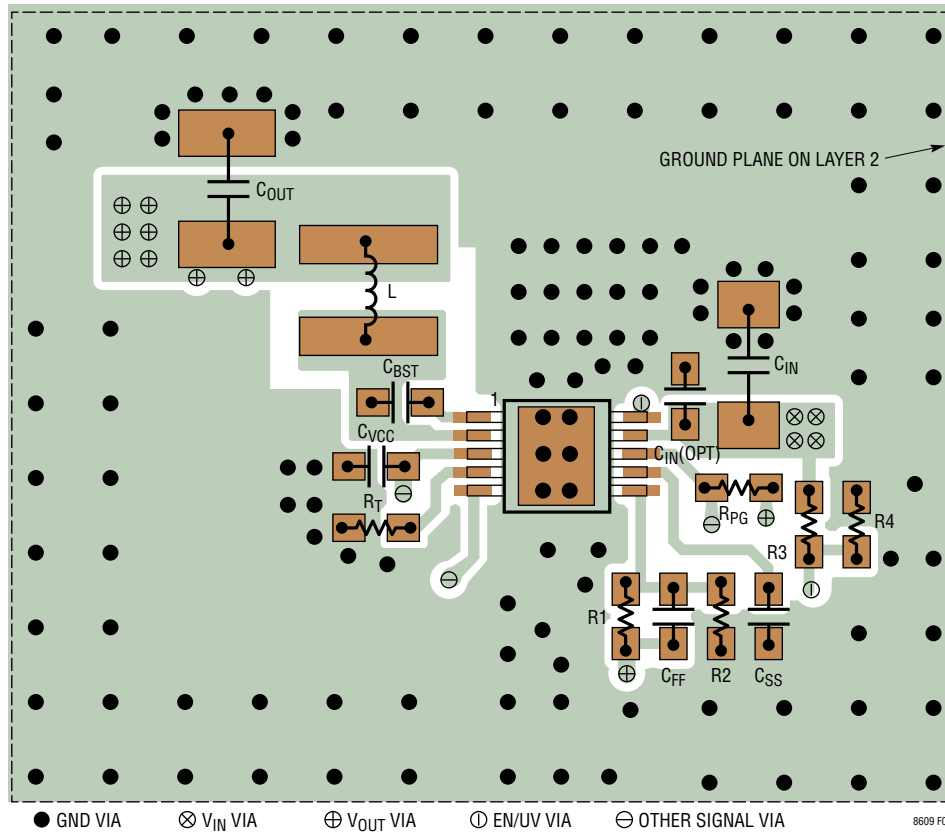 GROUND PLANE ON LAYER 2
COUT
L
CBST
1
CIN
CVCC
CIN(OPT)
RT
RPG
R3
R4
R1
CFF
R2
CSS
GND VIA
VIN VIA
VOUT VIA
EN/UV VIA
OTHER SIGNAL VIA
8609